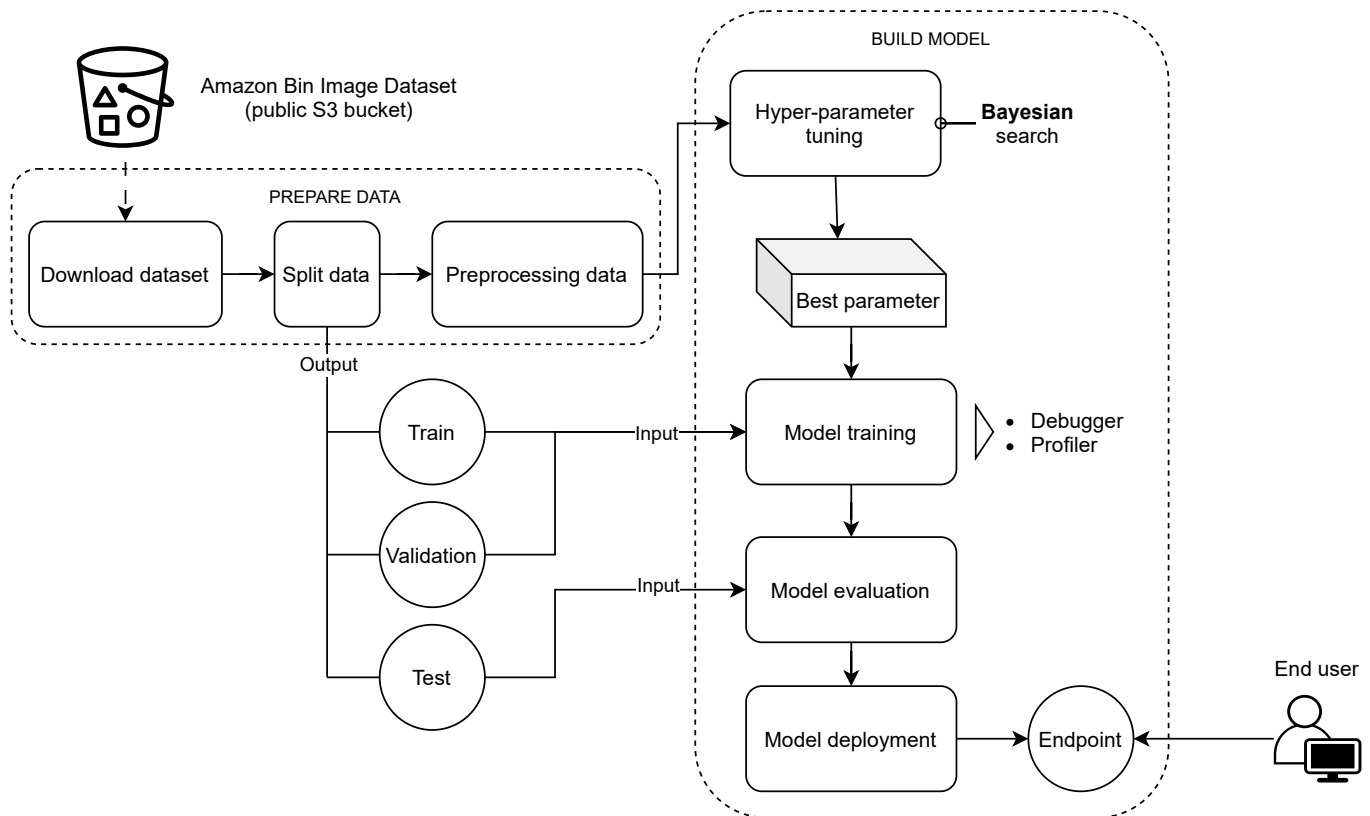 BUILD MODEL
Amazon Bin Image Dataset
(public S3 bucket)
Hyper-parameter
tuning
Bayesian
search
PREPARE DATA
Download dataset
Split data
Preprocessing data
Best parameter
Output
Train
Input
Model training
Debugger
Profiler
Validation
Input
Model evaluation
Test
End user
Model deployment
Endpoint